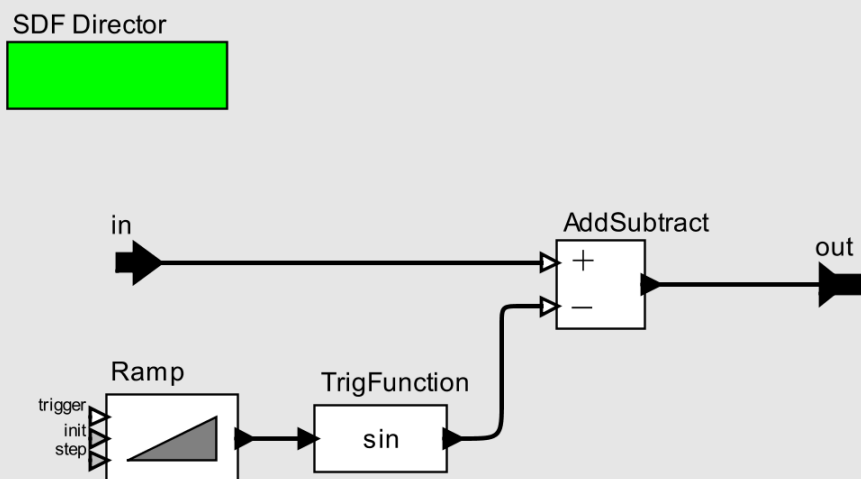 SDF Director
in
AddSubtract
+
out
−
Ramp
TrigFunction
trigger
init
step
sin